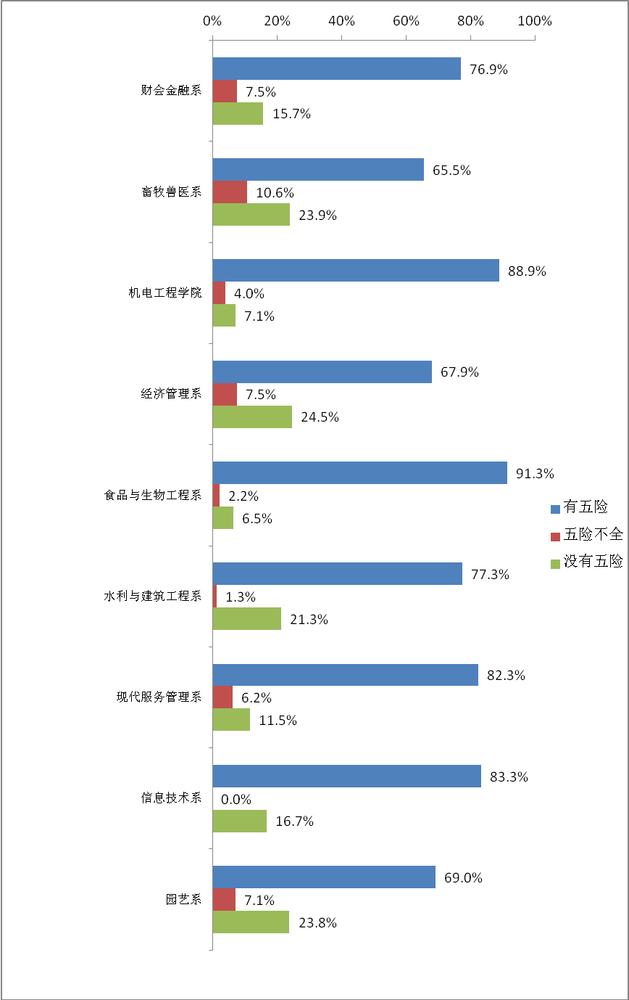 0% 20% 40% 60% 80% 100%
财会金融系
76.9%
7.5%
15.7%
畜牧兽医系
65.5%
10.6%
23.9%
机电工程学院
88.9%
4.0%
7.1%
经济管理系
67.9%
7.5%
24.5%
食品与生物工程系
91.3%
2.2%
6.5%
水利与建筑工程系
77.3%
1.3%
21.3%
现代服务管理系
82.3%
6.2%
11.5%
信息技术系
83.3%
0.0%
16.7%
园艺系
69.0%
7.1%
23.8%
有五险
五险不全
没有五险